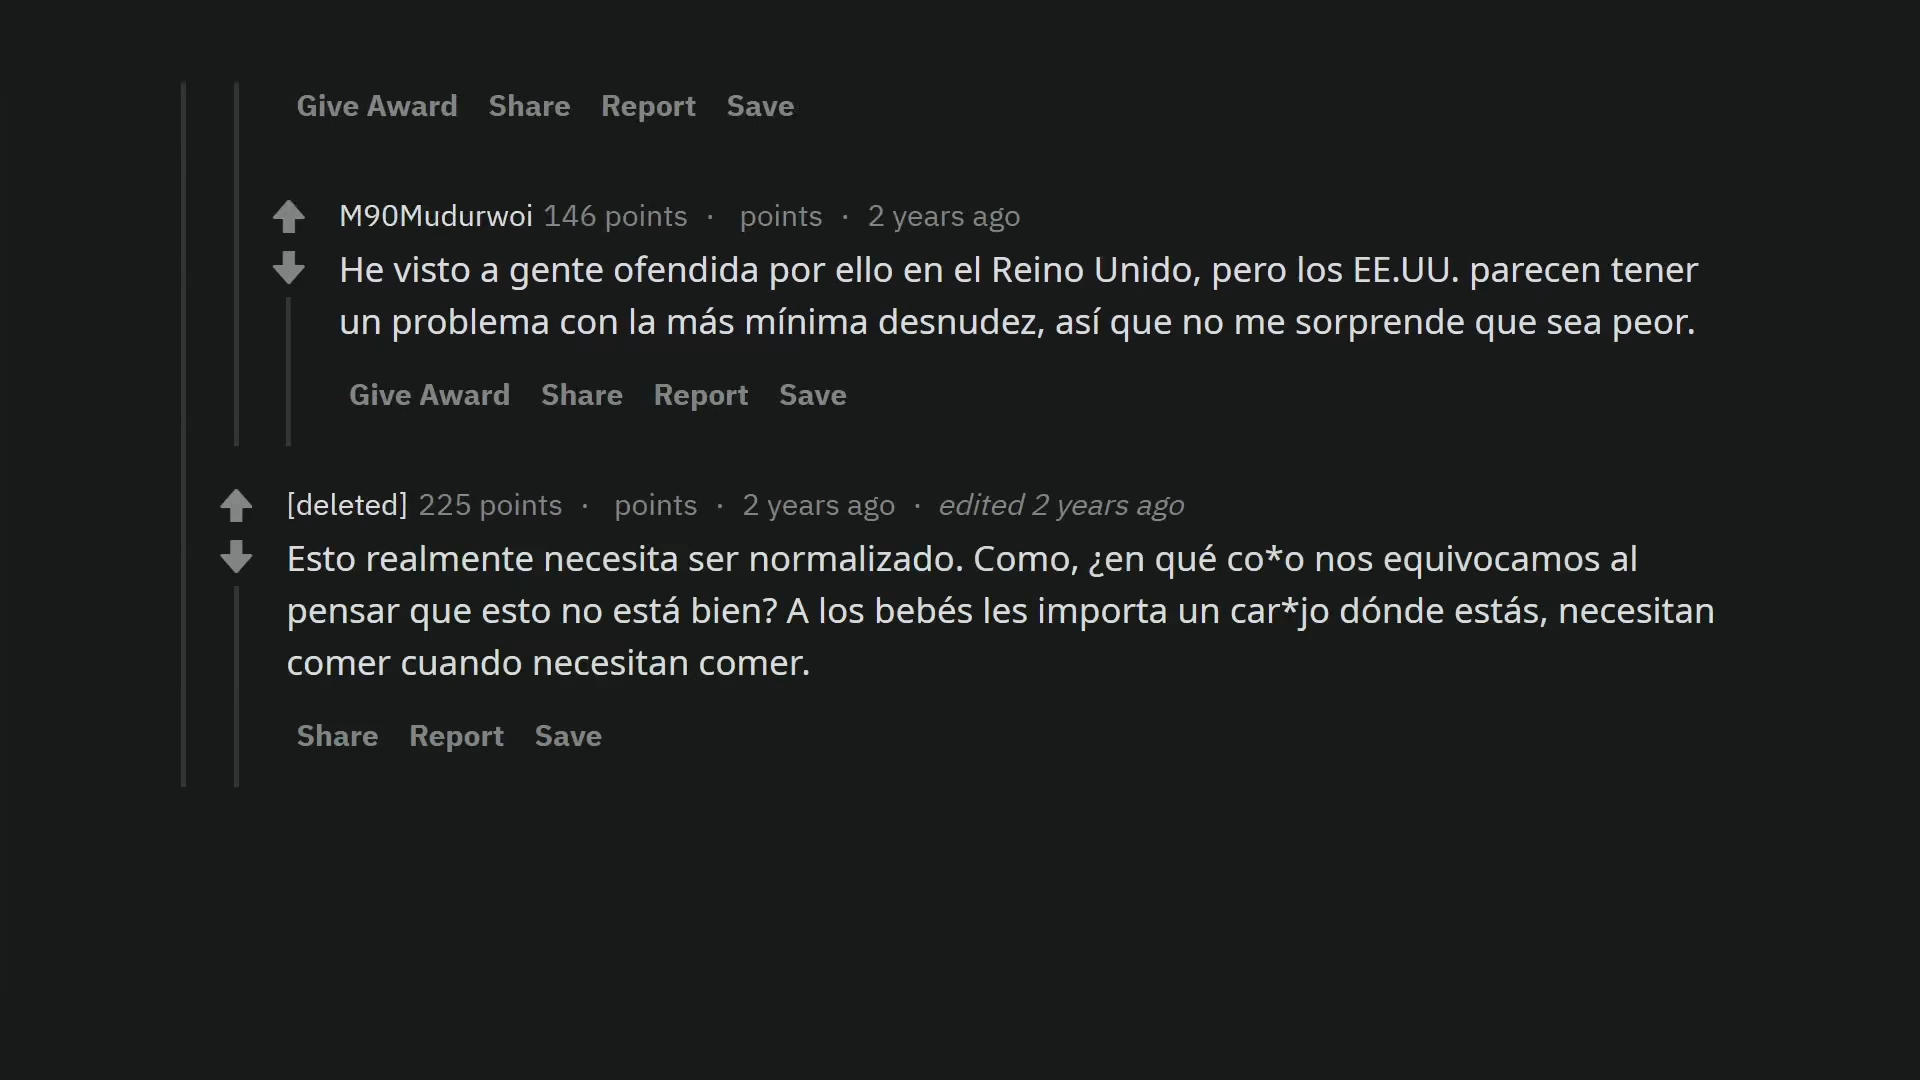 Give Award Share Report Save
M90Mudurwoi 146 points · points · 2 years ago
He visto a gente ofendida por ello en el Reino Unido, pero los EE.UU. parecen tener
un problema con la más mínima desnudez, así que no me sorprende que sea peor.
Give Award Share Report Save
[deleted] 225 points · points · 2 years ago · edited 2 years ago
Esto realmente necesita ser normalizado. Como, ¿en qué co*o nos equivocamos al
pensar que esto no está bien? A los bebés les importa un car*jo dónde estás, necesitan
comer cuando necesitan comer.
Share Report Save